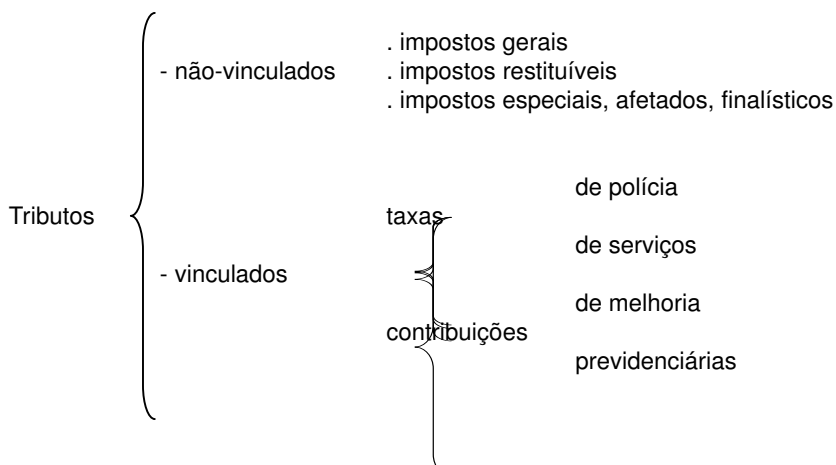 . impostos gerais
- não-vinculados
. impostos restituíveis
. impostos especiais, afetados, finalísticos
de polícia
Tributos
taxas
de serviços
- vinculados
de melhoria
contribuições
previdenciárias